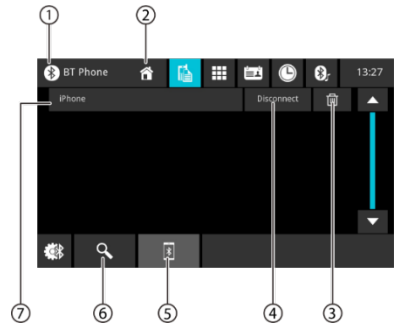 ① ②
BT Phone 13:27
iPhone Disconnect
⑦ ⑥ ⑤ ④ ③